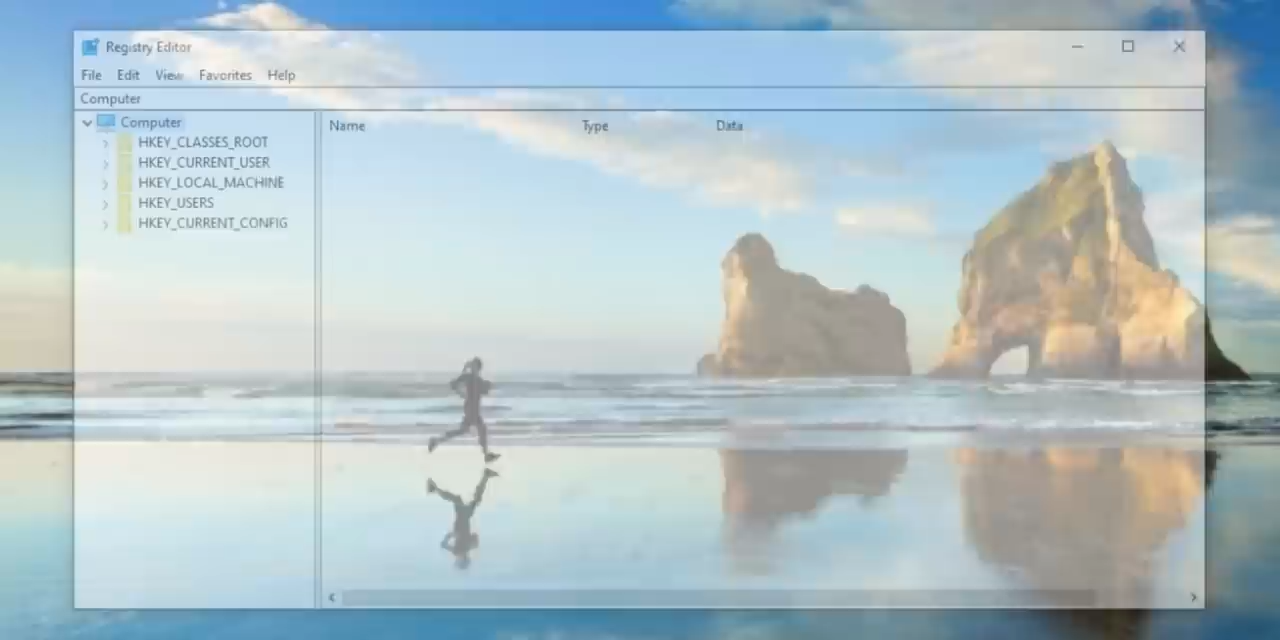 Registry Editor
File Edit View Favorites Help
Computer
Computer
HKEY_CLASSES_ROOT
HKEY_CURRENT_USER
HKEY_LOCAL_MACHINE
HKEY_USERS
HKEY_CURRENT_CONFIG
Name Type Data